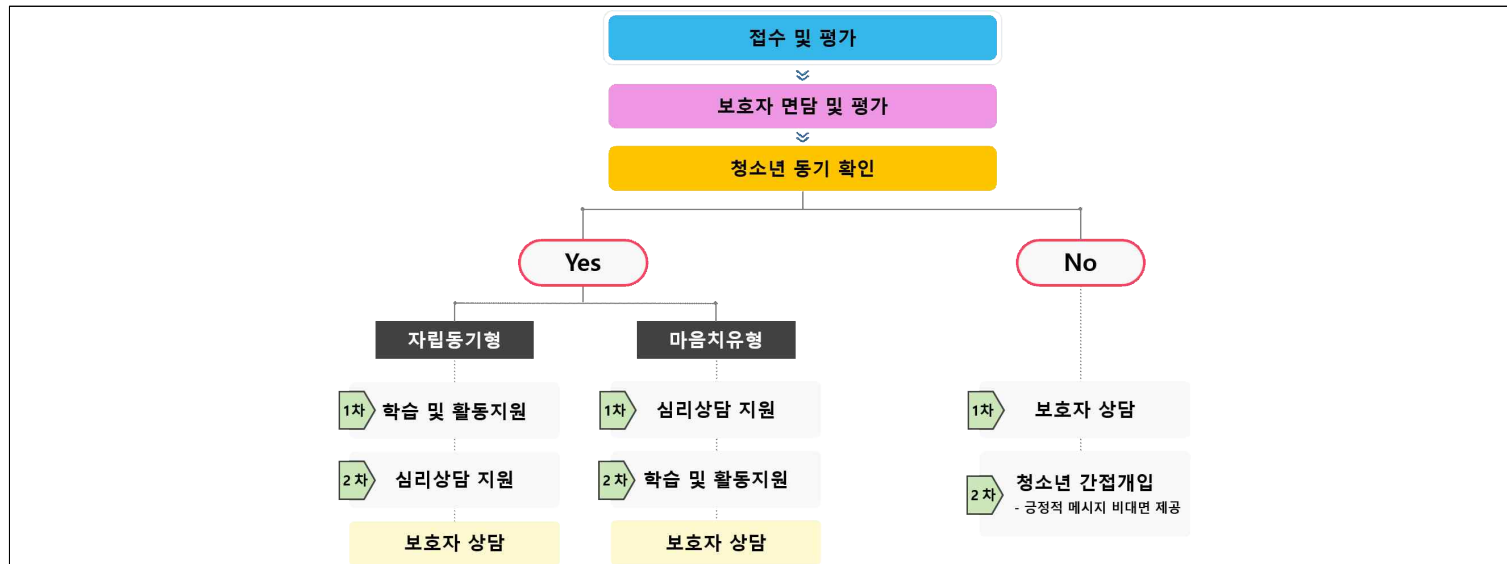 접수 및 평가
보호자 면담 및 평가
청소년 동기 확인
Yes
No
자립동기형
마음치유형
1차 학습 및 활동지원
1차 심리상담 지원
1차 보호자 상담
2 차 심리상담 지원
2 차 학습 및 활동지원
2 차 청소년 간접개입
- 긍정적 메시지 비대면 제공
보호자 상담
보호자 상담